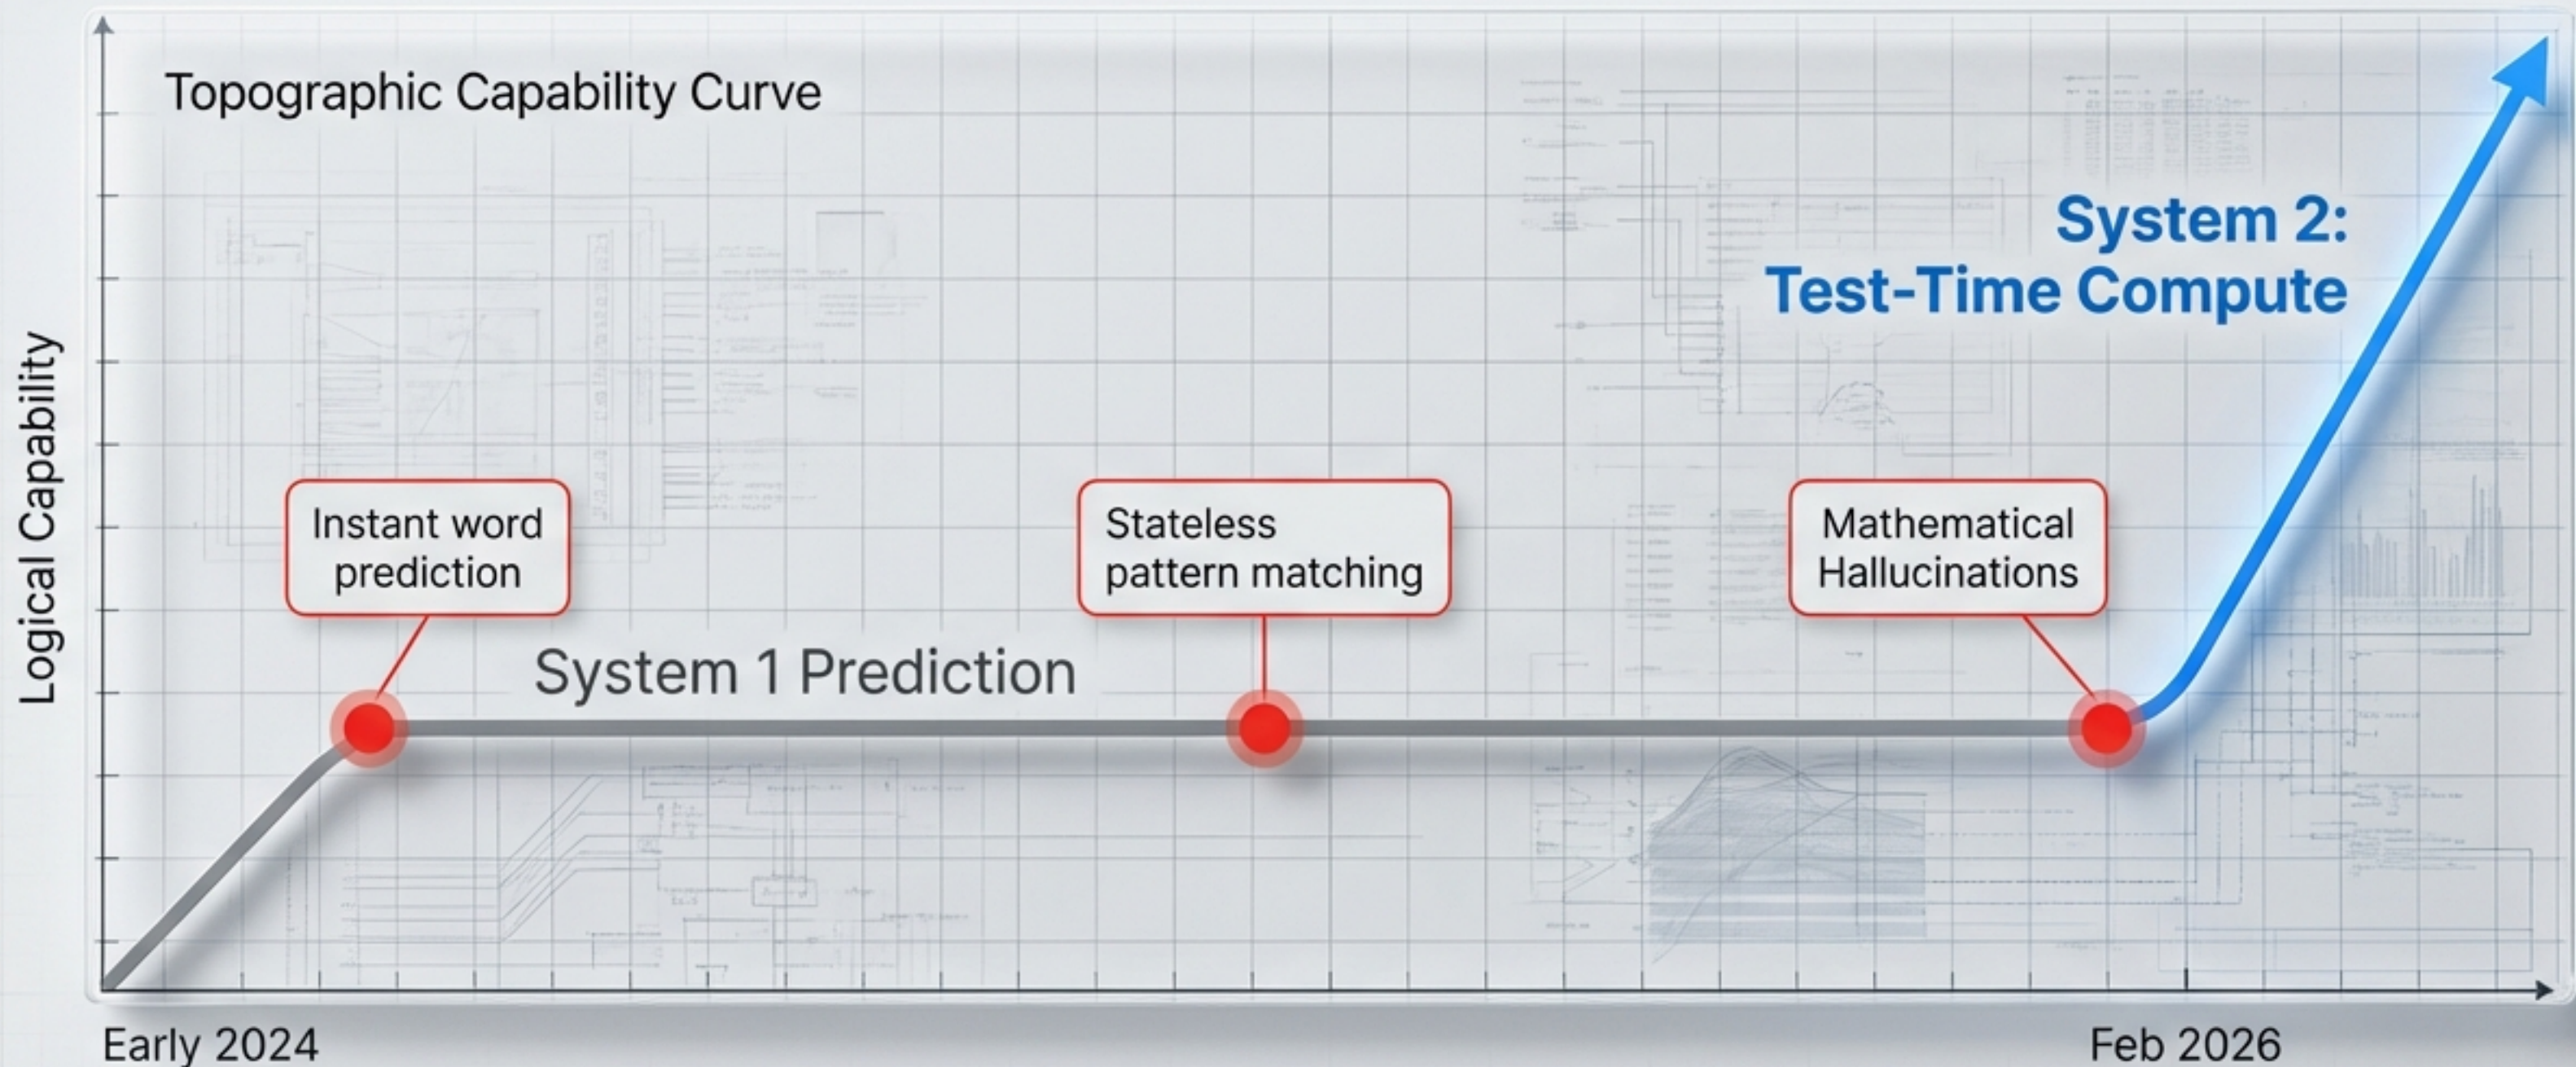 Topographic Capability Curve
System 2:
Test-Time Compute
Logical Capability
Instant word
prediction
Stateless
pattern matching
Mathematical
Hallucinations
System 1 Prediction
Early 2024
Feb 2026